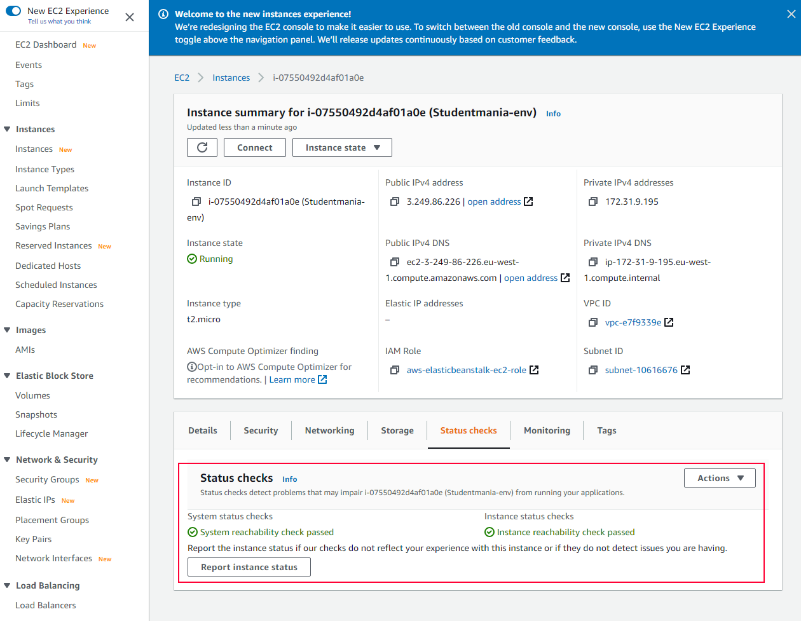 New EC2 Experience
Tell us what you think
EC2 Dashboard New
Events
Tags
Limits
Instances
Instances New
Instance Types
Launch Templates
Spot Requests
Savings Plans
Reserved Instances New
Dedicated Hosts
Scheduled Instances
Capacity Reservations
Images
AMIs
Elastic Block Store
Volumes
Snapshots
Lifecycle Manager
Network & Security
Security Groups New
Elastic IPs New
Placement Groups
Key Pairs
Network Interfaces New
Load Balancing
Load Balancers
Welcome to the new instances experience!
We're redesigning the EC2 console to make it easier to use. To switch between the old console and the new console, use the New EC2 Experience
toggle above the navigation panel. We'll release updates continuously based on customer feedback.
EC2 > Instances > i-07550492d4af01a0e
Instance summary for i-07550492d4af01a0e (Studentmania-env) Info
Updated less than a minute ago
Connect
Instance state
Instance ID
i-07550492d4af01a0e (Studentmania-
env)
Public IPv4 address
3.249.86.226 | open address
Private IPv4 addresses
172.31.9.195
Instance state
Running
Public IPv4 DNS
ec2-3-249-86-226.eu-west-
1.compute.amazonaws.com | open address
Private IPv4 DNS
ip-172-31-9-195.eu-west-
1.compute.internal
Instance type
t2.micro
Elastic IP addresses
–
VPC ID
vpc-e7f9339e
AWS Compute Optimizer finding
Opt-in to AWS Compute Optimizer for
recommendations. | Learn more
IAM Role
aws-elasticbeanstalk-ec2-role
Subnet ID
subnet-10616676
Details
Security
Networking
Storage
Status checks
Monitoring
Tags
Status checks Info
Actions
Status checks detect problems that may impair i-07550492d4af01a0e (Studentmania-env) from running your applications.
System status checks
System reachability check passed
Instance status checks
Instance reachability check passed
Report the instance status if our checks do not reflect your experience with this instance or if they do not detect issues you are having.
Report instance status